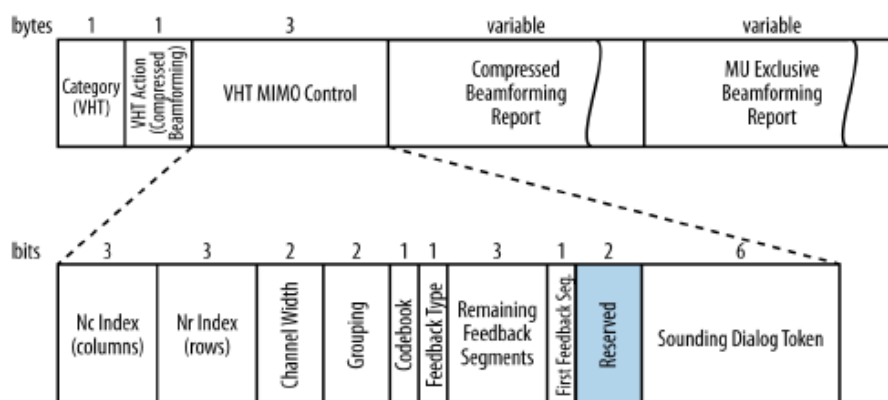 bytes 1 1 3 variable variable
Category
(VHT)
VHT Action
(Compressed
Beamforming)
VHT MIMO Control
Compressed
Beamforming
Report
MU Exclusive
Beamforming
Report
bits 3 3 2 2 1 1 3 1 2 6
Nc Index
(columns)
Nr Index
(rows)
Channel Width
Grouping
Codebook
Feedback Type
Remaining
Feedback
Segments
First Feedback Seg.
Reserved
Sounding Dialog Token